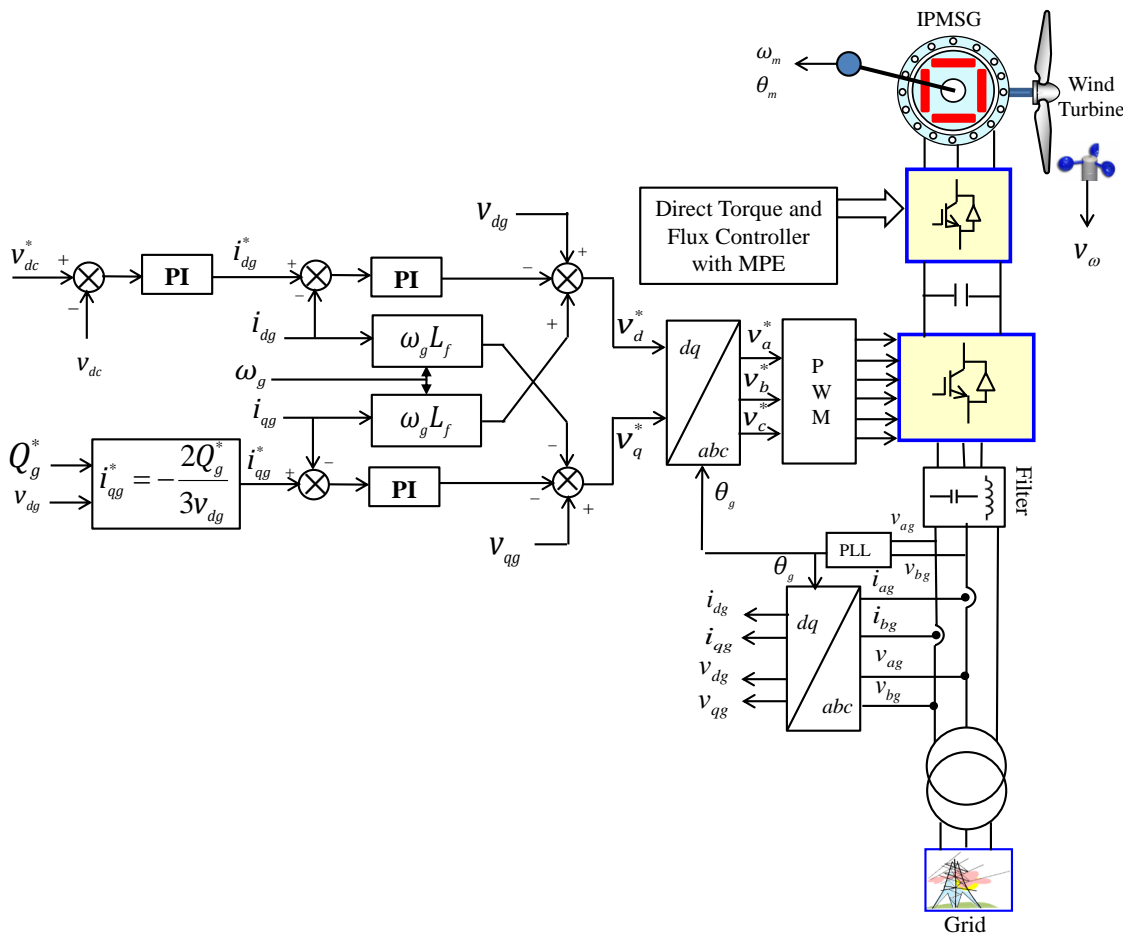 IPMSG
ω_m
θ_m
Wind
Turbine
v_ω
Direct Torque and
Flux Controller
with MPE
v_dg
+
v*_dc
+
−
v_dc
PI
i*_dg
+
−
PI
−
+
i_dg
ω_g L_f
ω_g
i_qg
ω_g L_f
v*_d
v*_q
dq
abc
v*_a
v*_b
v*_c
P
W
M
Q*_g
v_dg
i*_qg = − 2Q*_g / 3v_dg
i*_qg
+
−
PI
−
−
+
v_qg
θ_g
Filter
v_ag
PLL
v_bg
θ_g
i_ag
i_dg
dq
i_bg
i_qg
v_ag
v_dg
v_bg
v_qg
abc
Grid